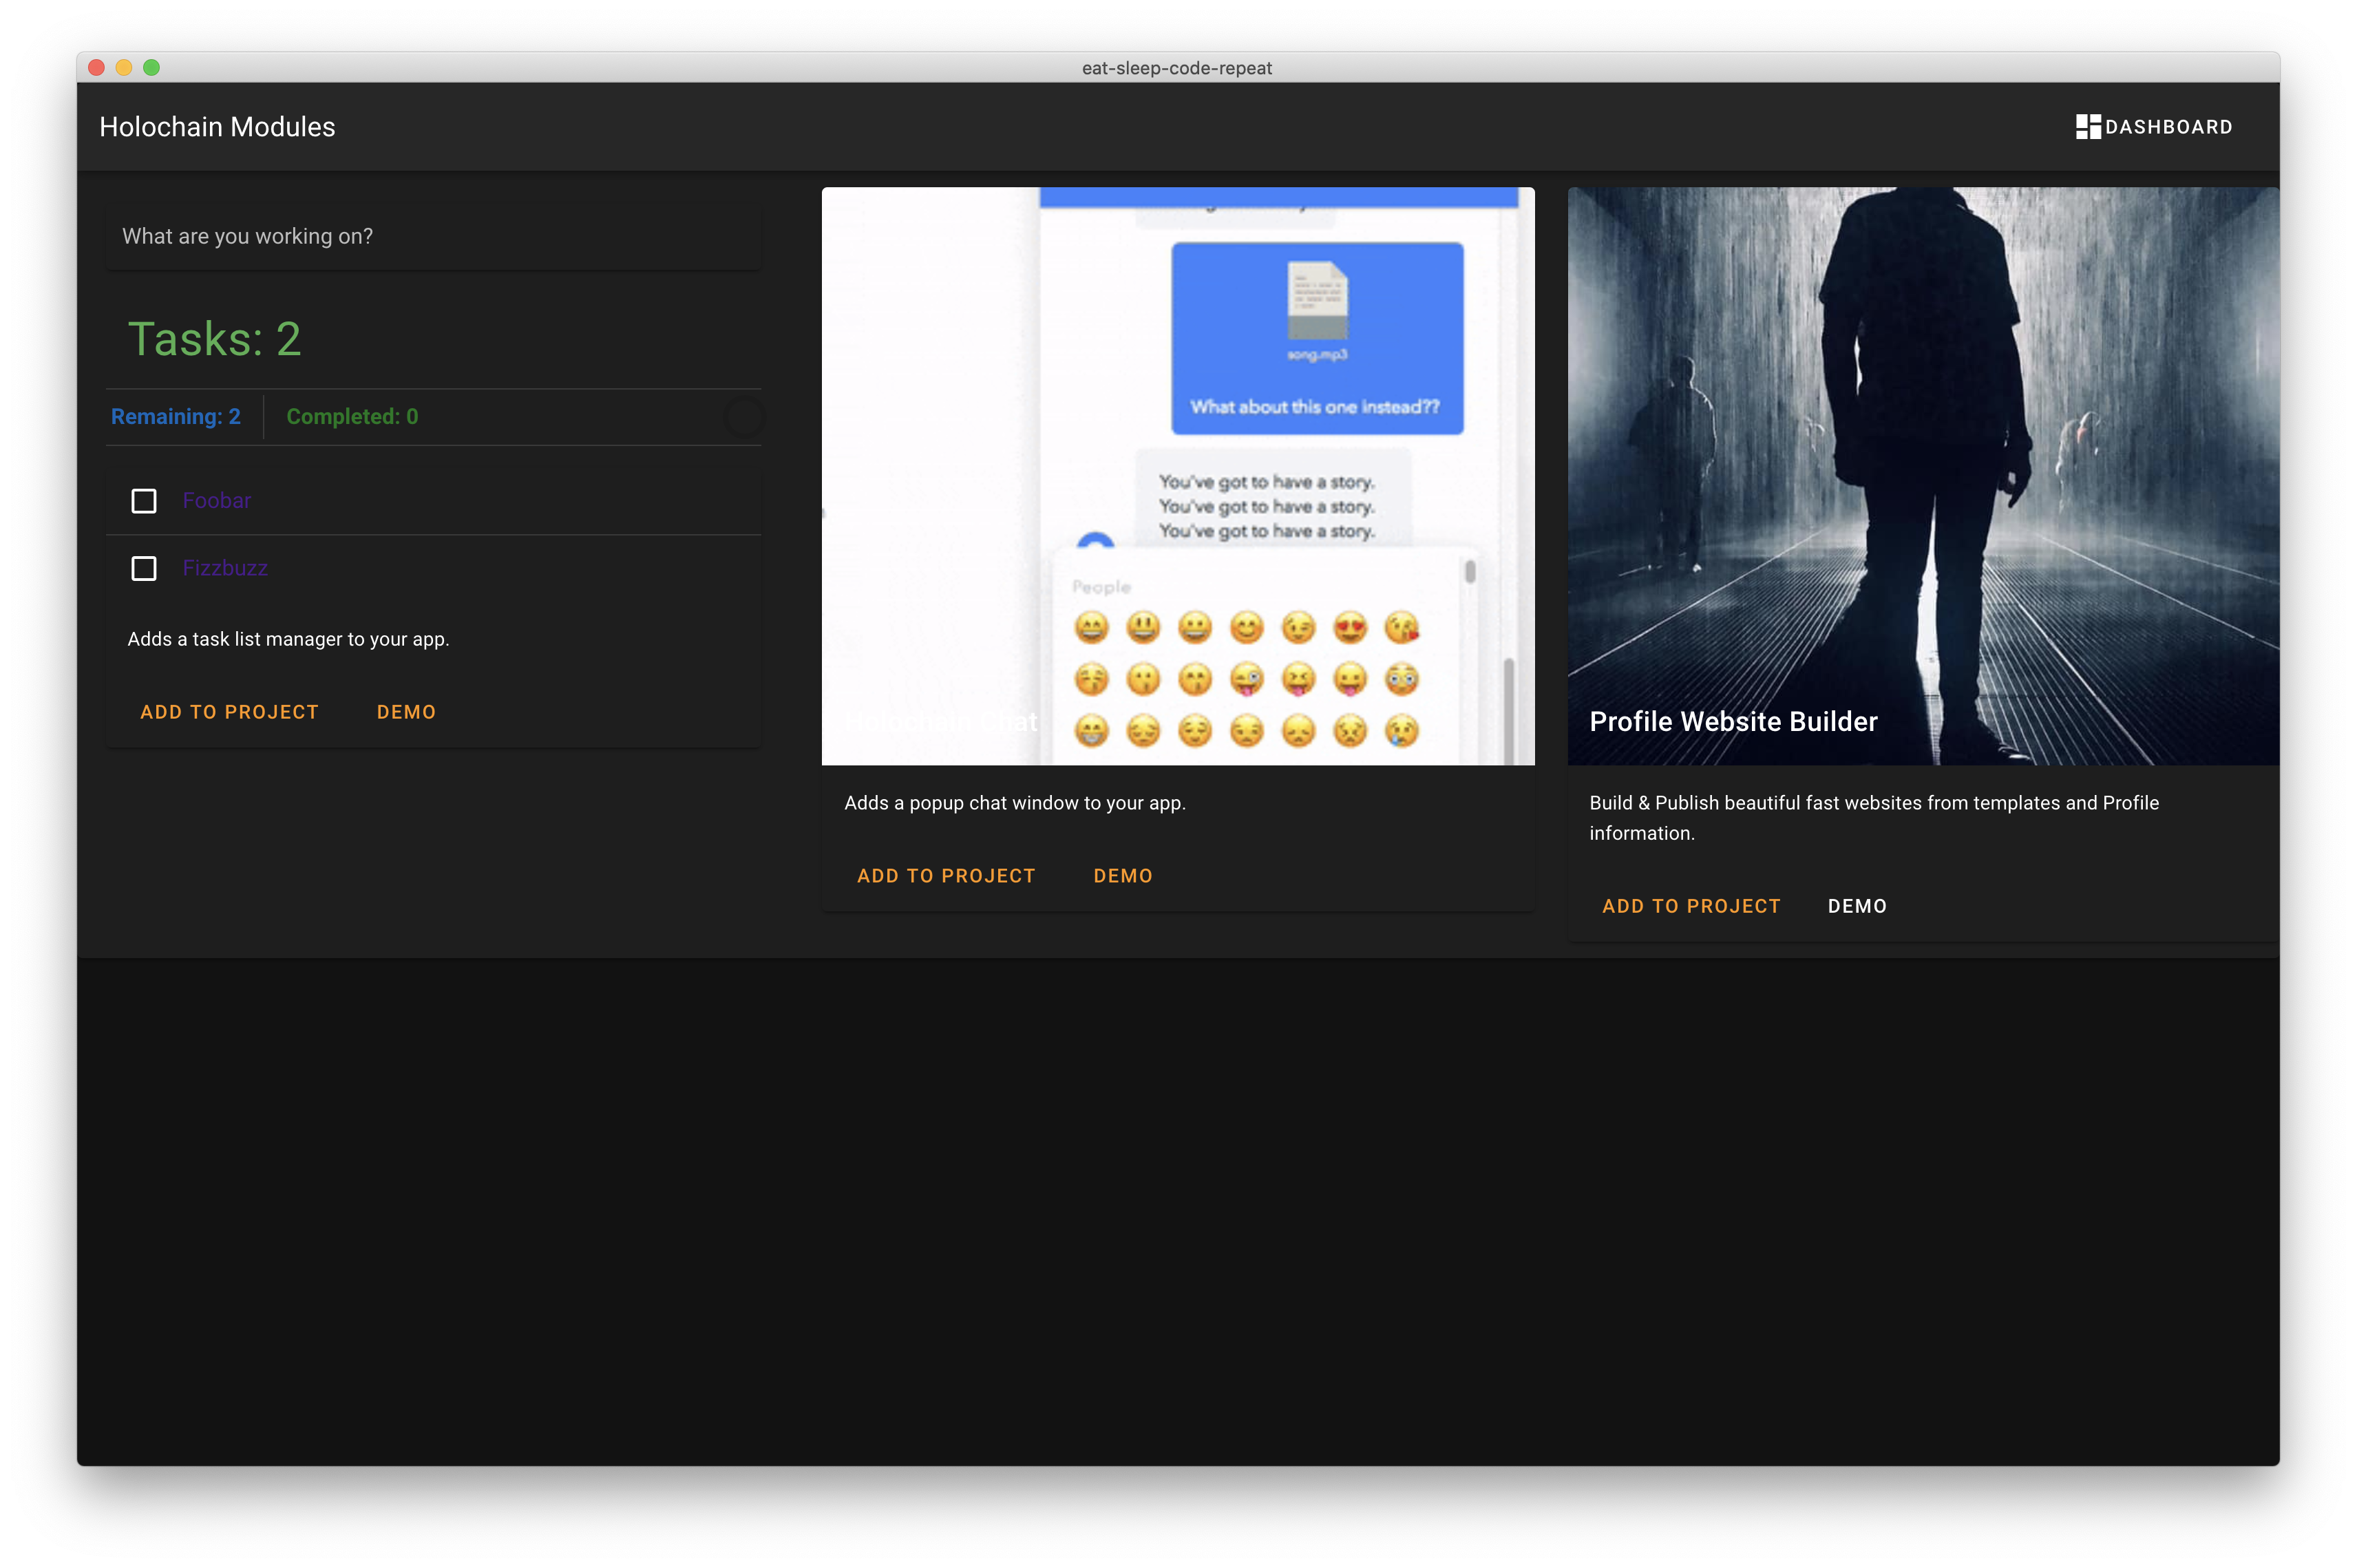 eat-sleep-code-repeat
Holochain Modules
DASHBOARD
What are you working on?
Tasks: 2
Remaining: 2
Completed: 0
Foobar
Fizzbuzz
Adds a task list manager to your app.
ADD TO PROJECT
DEMO
song.mp3
What about this one instead??
You've got to have a story.
You've got to have a story.
You've got to have a story.
People
Adds a popup chat window to your app.
ADD TO PROJECT
DEMO
Profile Website Builder
Build & Publish beautiful fast websites from templates and Profile
information.
ADD TO PROJECT
DEMO